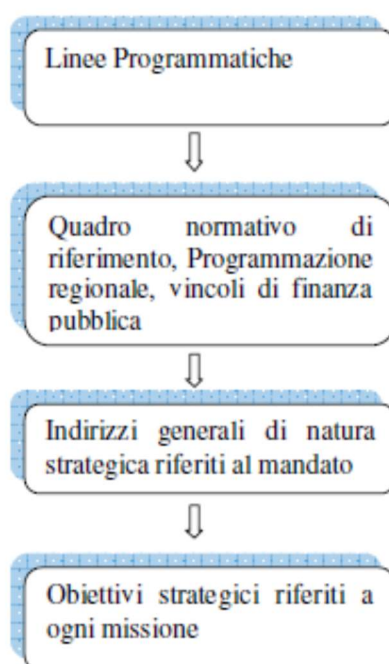 Linee Programmatiche
Quadro normativo di
riferimento, Programmazione
regionale, vincoli di finanza
pubblica
Indirizzi generali di natura
strategica riferiti al mandato
Obiettivi strategici riferiti a
ogni missione